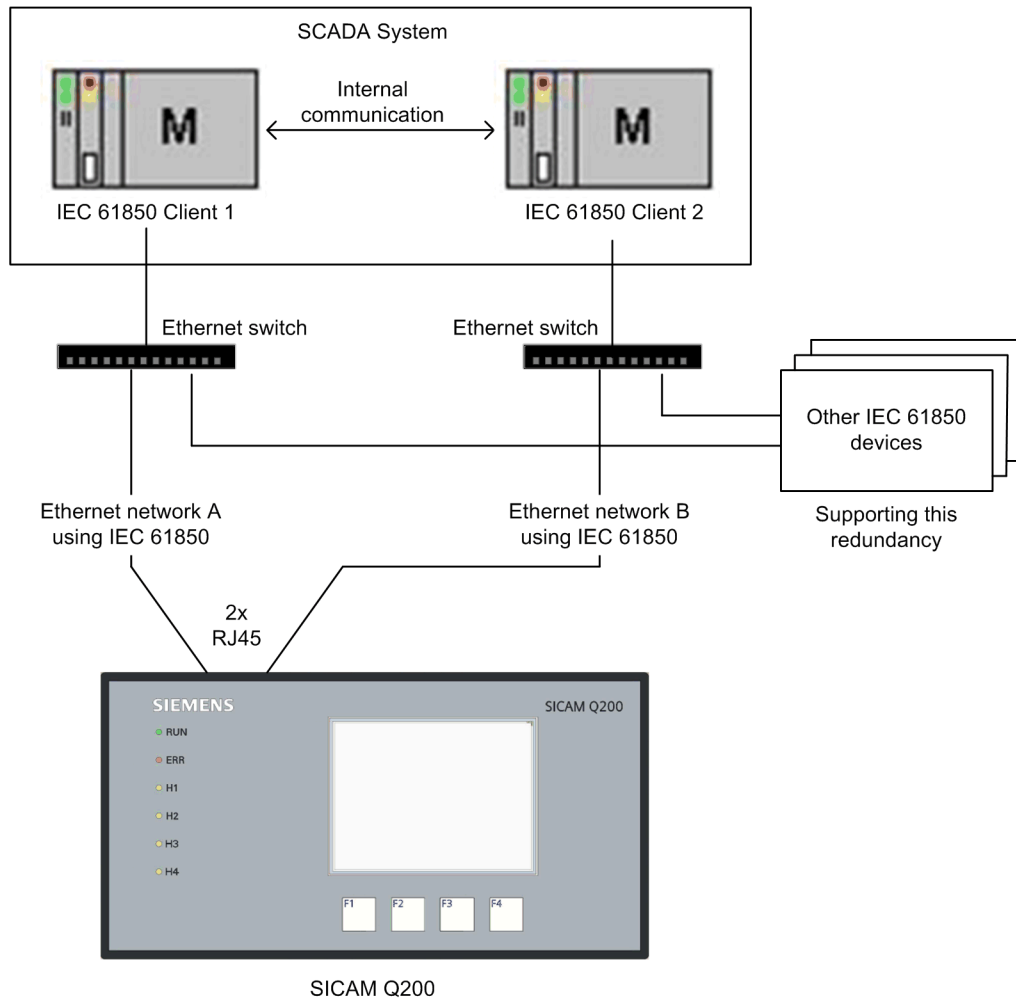 SCADA System
Internal
communication
M
M
IEC 61850 Client 1
IEC 61850 Client 2
Ethernet switch
Ethernet switch
Other IEC 61850
devices
Supporting this
redundancy
Ethernet network A
using IEC 61850
Ethernet network B
using IEC 61850
2x
RJ45
SIEMENS
SICAM Q200
RUN
ERR
H1
H2
H3
H4
F1
F2
F3
F4
SICAM Q200